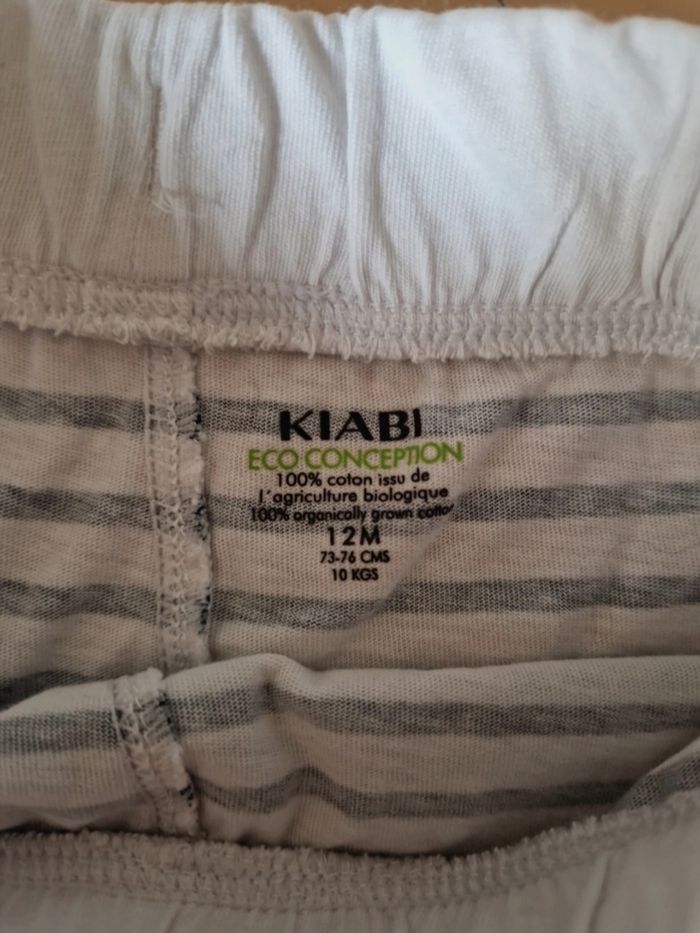 KIABI
ECO CONCEPTION
100% coton issu de
l'agriculture biologique
100% organically grown cotton
12M
73-76 CMS
10 KGS